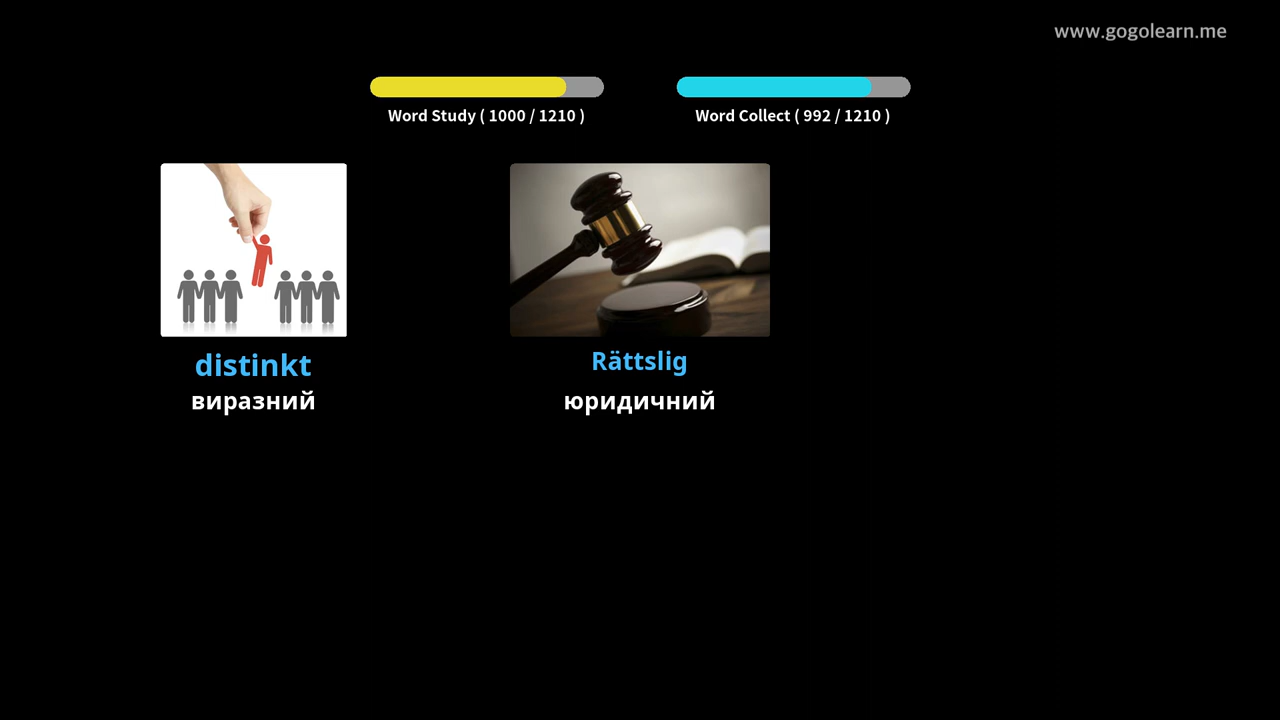 www.gogolearn.me
Word Study ( 1000 / 1210 )
Word Collect ( 992 / 1210 )
distinkt
виразний
Rättslig
юридичний